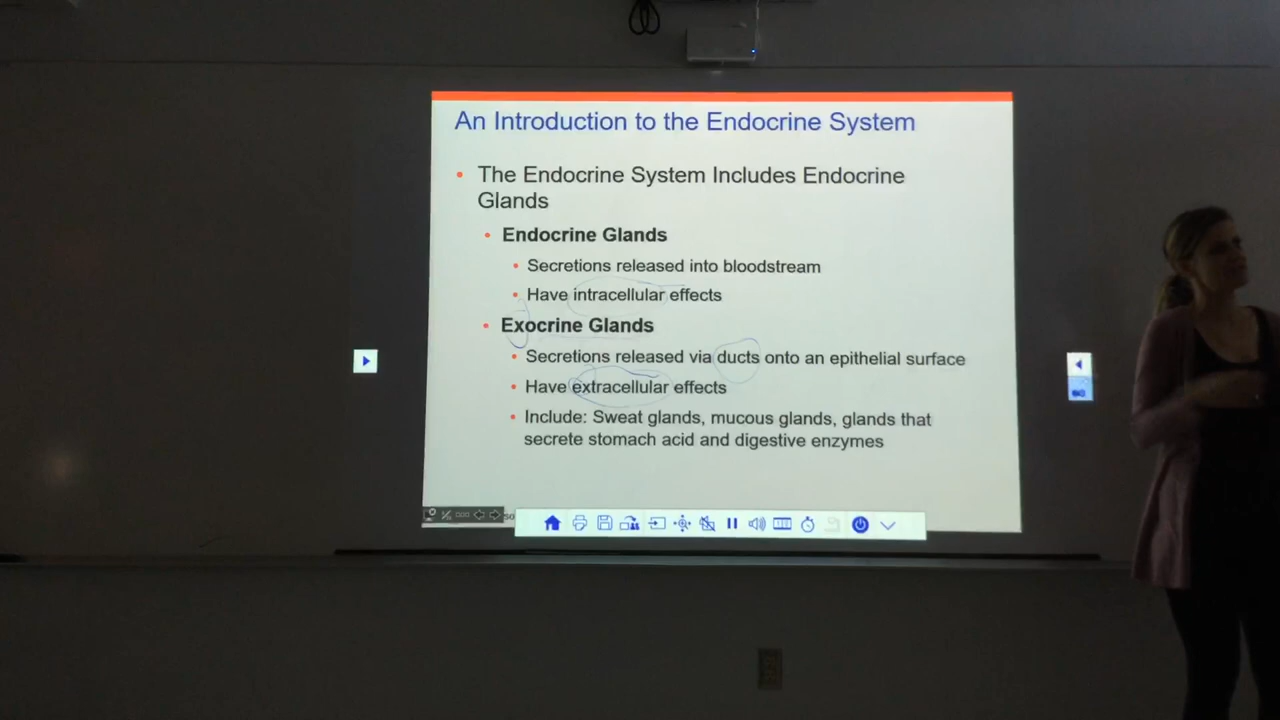 An Introduction to the Endocrine System
• The Endocrine System Includes Endocrine
Glands
• Endocrine Glands
• Secretions released into bloodstream
• Have intracellular effects
• Exocrine Glands
• Secretions released via ducts onto an epithelial surface
• Have extracellular effects
• Include: Sweat glands, mucous glands, glands that
secrete stomach acid and digestive enzymes